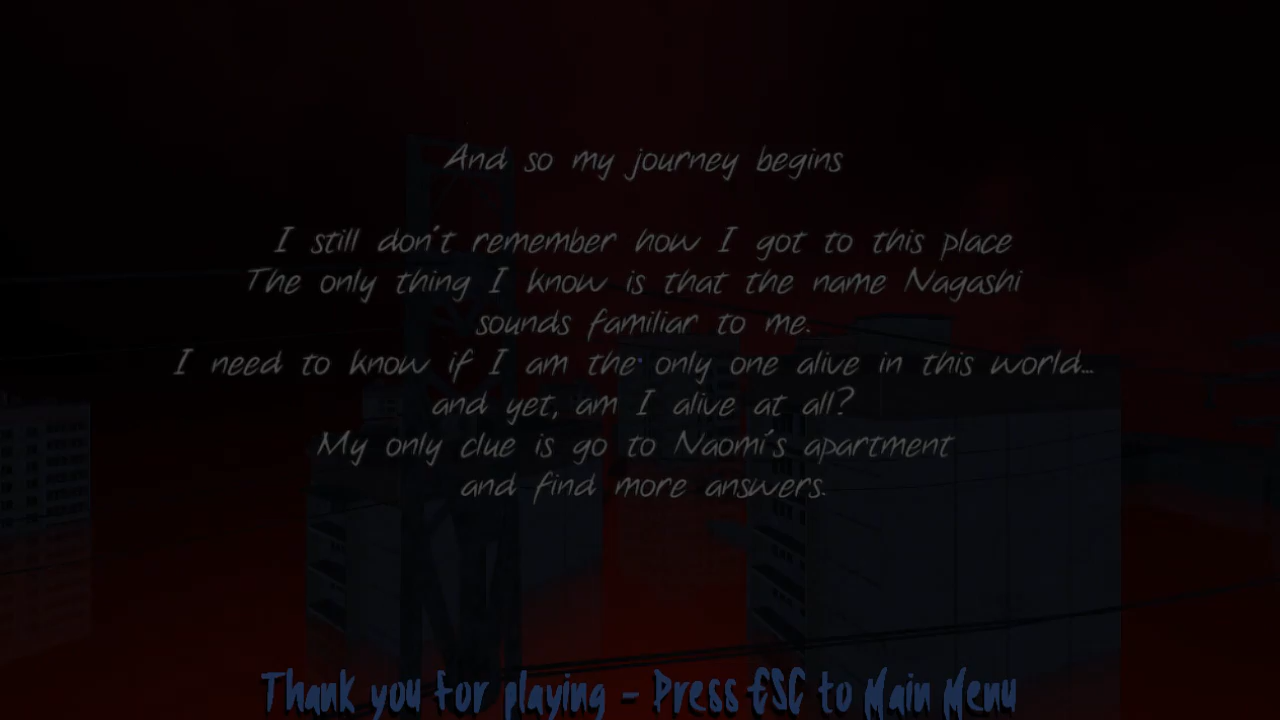 And so my journey begins
I still don't remember how I got to this place
The only thing I know is that the name Nagashi
sounds familiar to me.
I need to know if I am the only one alive in this world...
and yet, am I alive at all?
My only clue is go to Naomi's apartment
and find more answers.
Thank you for playing - Press ESC to Main Menu